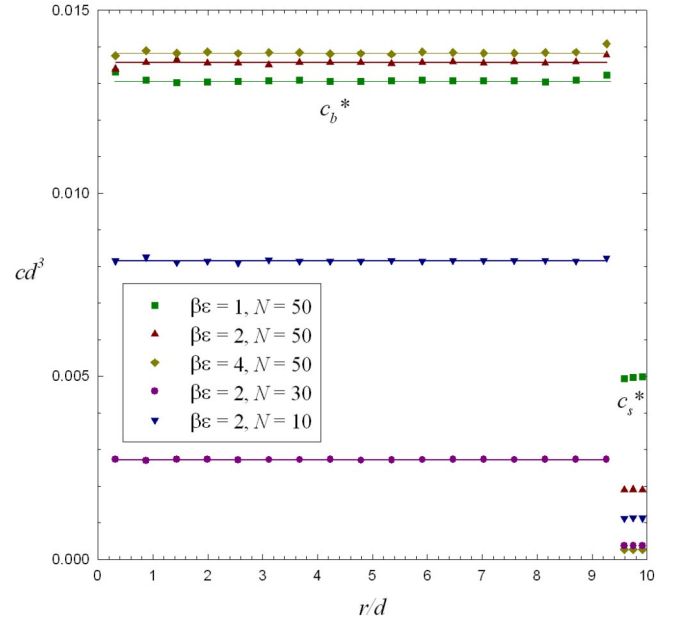 0.015
0.010
0.005
0.000
cd³
c_b*
c_s*
βε = 1, N = 50
βε = 2, N = 50
βε = 4, N = 50
βε = 2, N = 30
βε = 2, N = 10
0 1 2 3 4 5 6 7 8 9 10
r/d